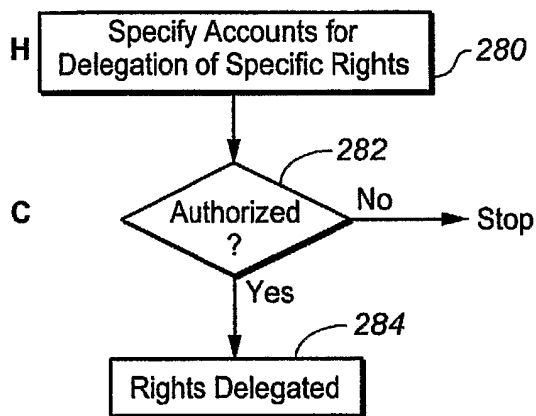 H
Specify Accounts for
Delegation of Specific Rights
280
282
C
Authorized
?
No
Stop
Yes
284
Rights Delegated